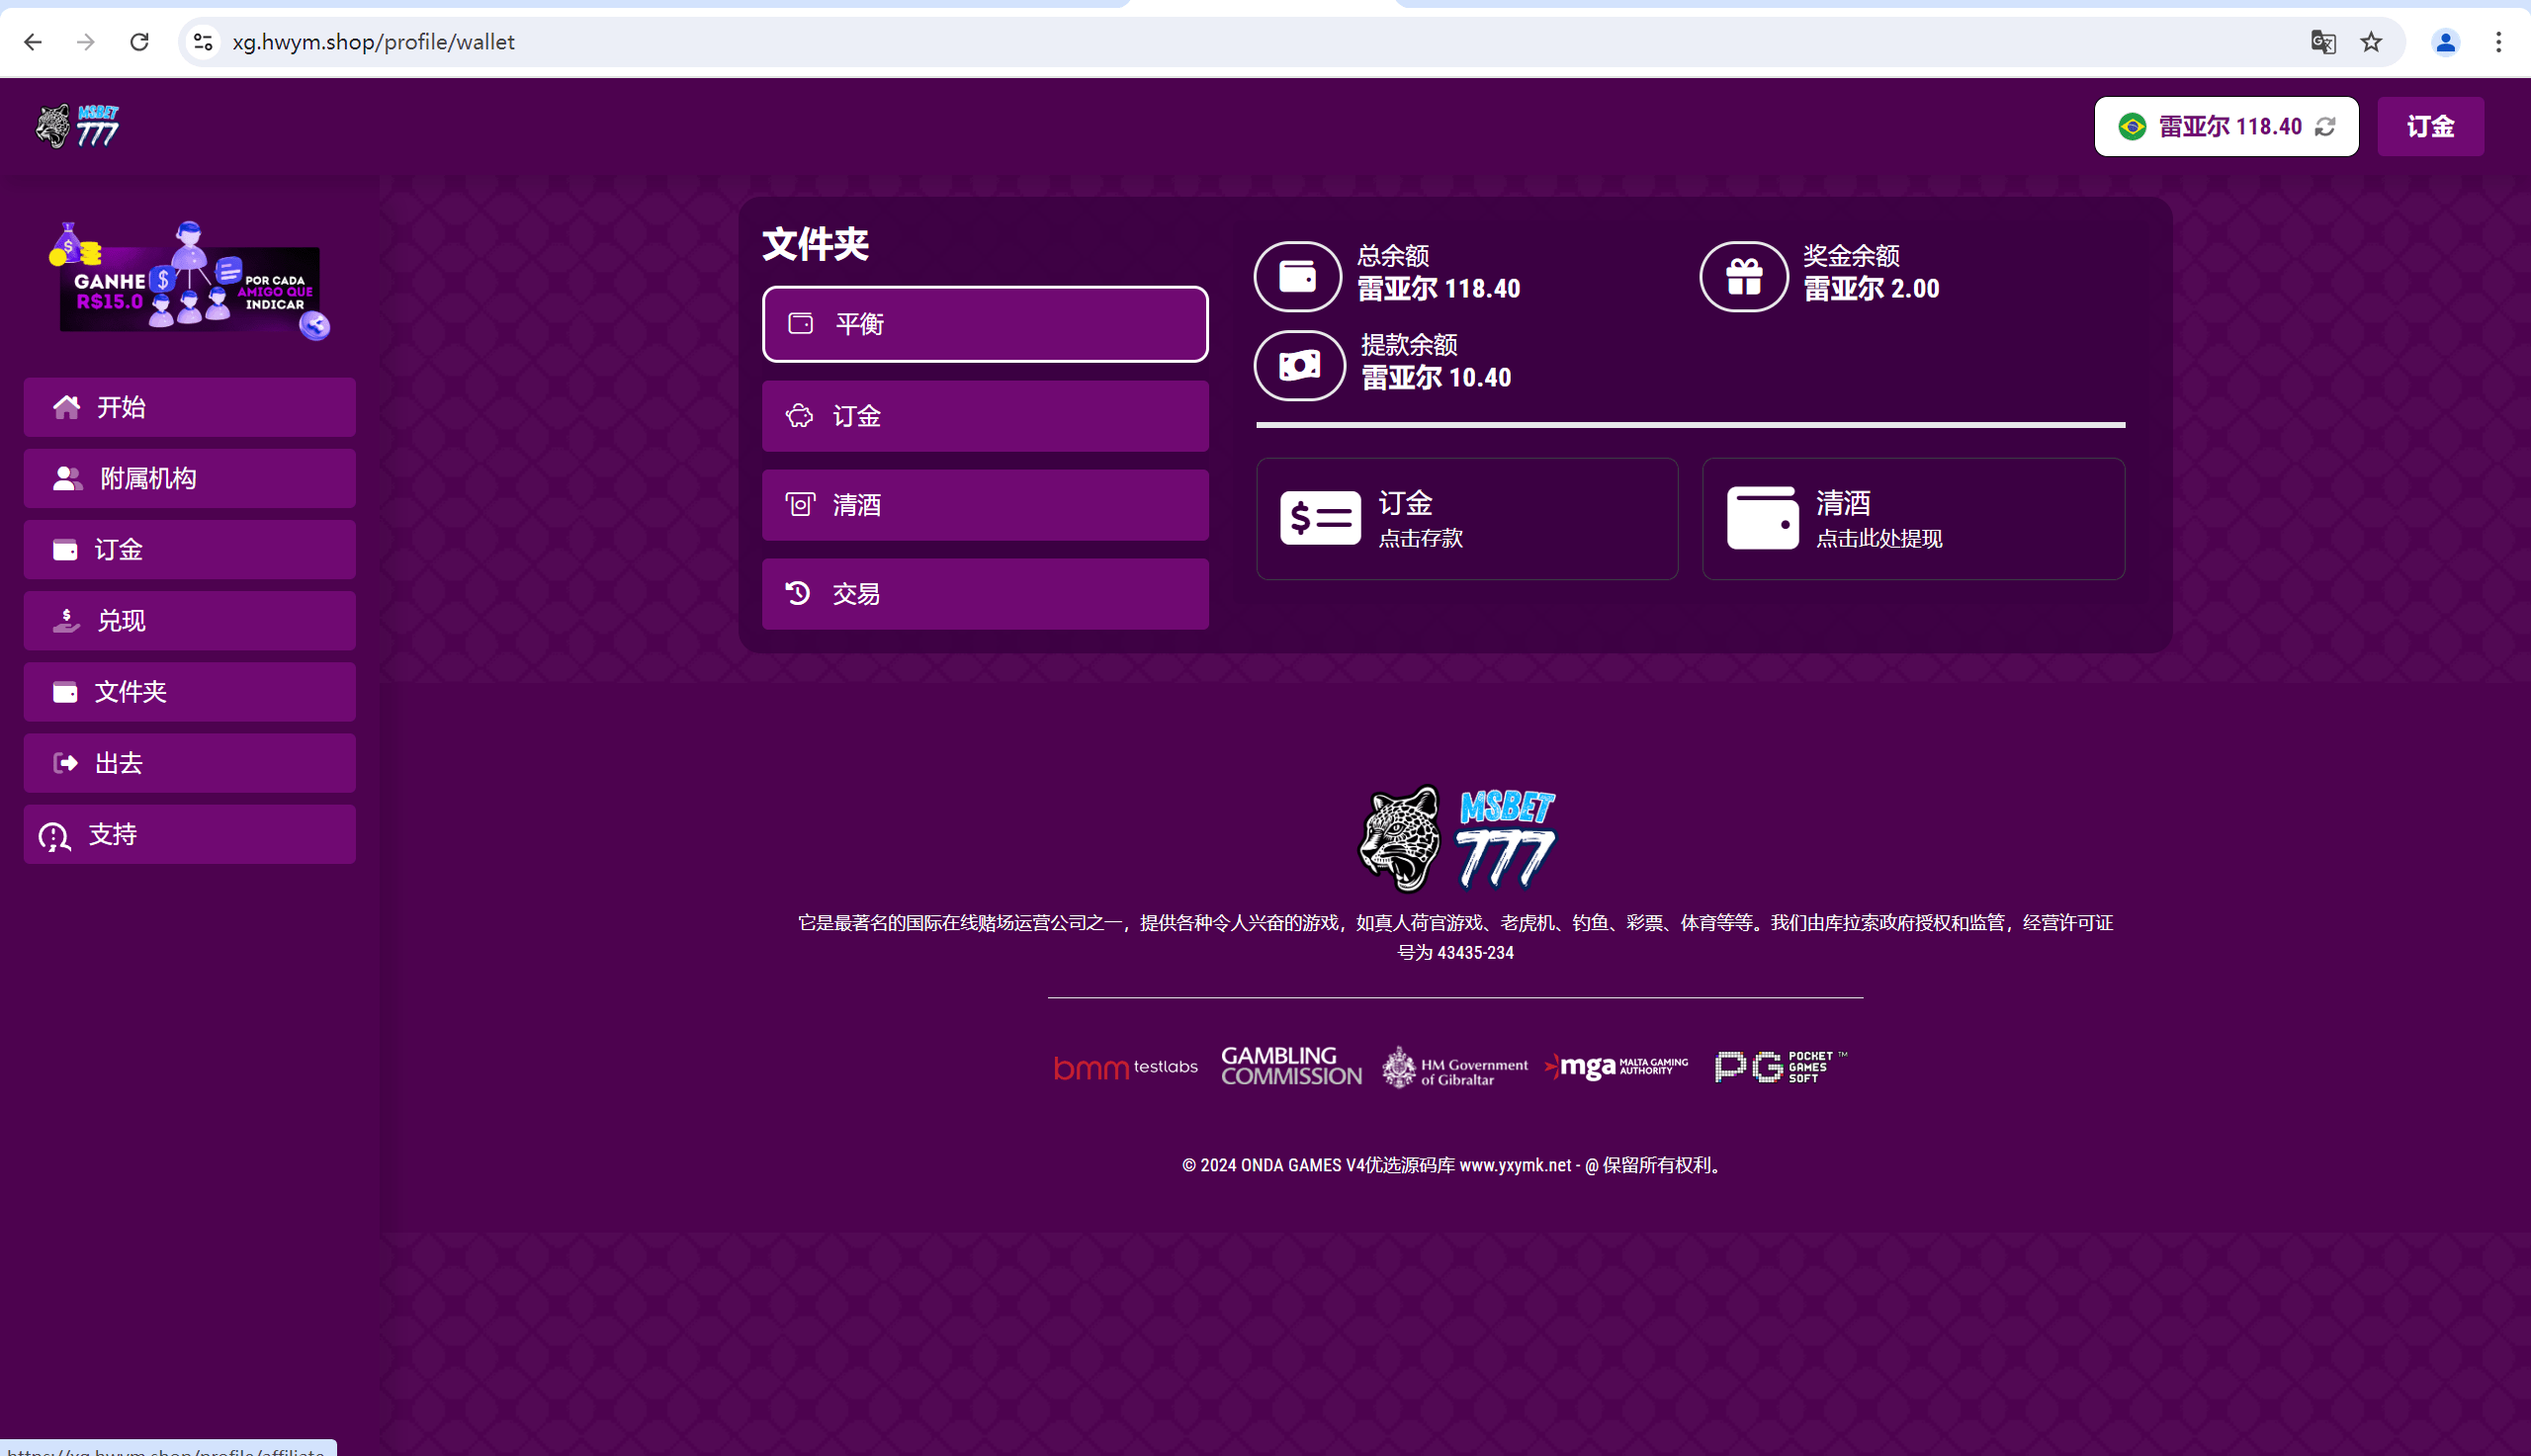 xg.hwym.shop/profile/wallet
MSBET
777
雷亚尔 118.40
订金
GANHE
R$15.0
POR CADA
AMIGO QUE
INDICAR
开始
附属机构
订金
兑现
文件夹
出去
支持
文件夹
平衡
订金
清酒
交易
总余额
雷亚尔 118.40
奖金余额
雷亚尔 2.00
提款余额
雷亚尔 10.40
订金
点击存款
清酒
点击此处提现
MSBET
777
它是最著名的国际在线赌场运营公司之一，提供各种令人兴奋的游戏，如真人荷官游戏、老虎机、钓鱼、彩票、体育等等。我们由库拉索政府授权和监管，经营许可证
号为 43435-234
bmm testlabs
GAMBLING
COMMISSION
HM Government
of Gibraltar
mga MALTA GAMING
AUTHORITY
PG POCKET
GAMES
SOFT ™
© 2024 ONDA GAMES V4优选源码库 www.yxymk.net - @ 保留所有权利。
https://xg.hwym.shop/profile/affiliate